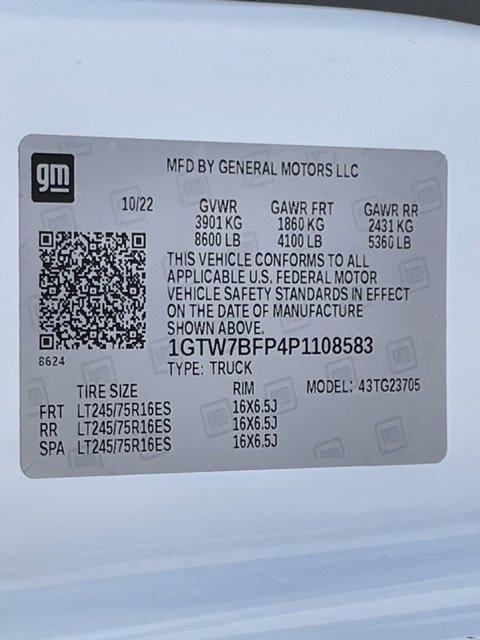 gm
MFD BY GENERAL MOTORS LLC
10/22 GVWR GAWR FRT GAWR RR
3901 KG 1860 KG 2431 KG
8600 LB 4100 LB 5360 LB
THIS VEHICLE CONFORMS TO ALL
APPLICABLE U.S. FEDERAL MOTOR
VEHICLE SAFETY STANDARDS IN EFFECT
ON THE DATE OF MANUFACTURE
SHOWN ABOVE.
8624
1GTW7BFP4P1108583
TYPE: TRUCK
TIRE SIZE RIM MODEL: 43TG23705
FRT LT245/75R16ES 16X6.5J
RR LT245/75R16ES 16X6.5J
SPA LT245/75R16ES 16X6.5J